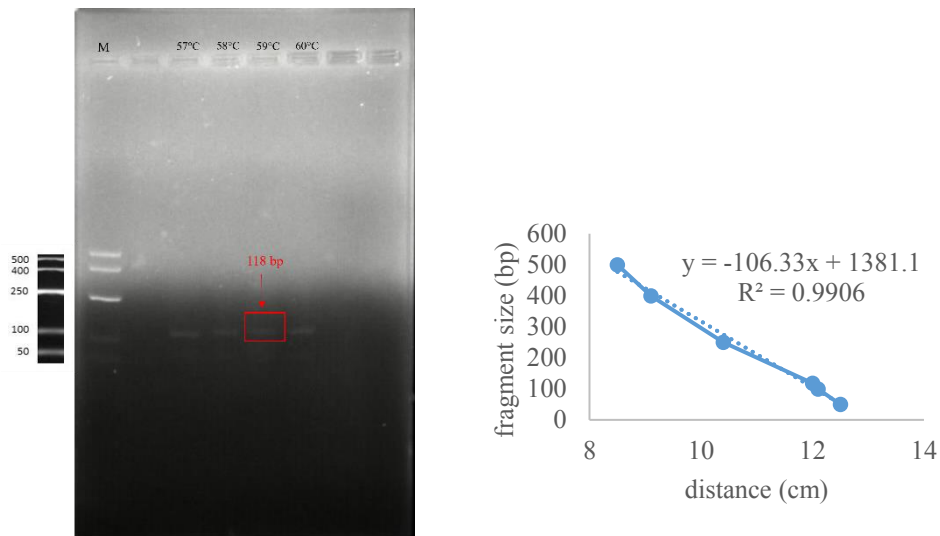 M 57°C 58°C 59°C 60°C
500
400
250
100
50
118 bp
600
500
400
300
200
100
0
8 10 12 14
fragment size (bp)
distance (cm)
y = -106.33x + 1381.1
R² = 0.9906